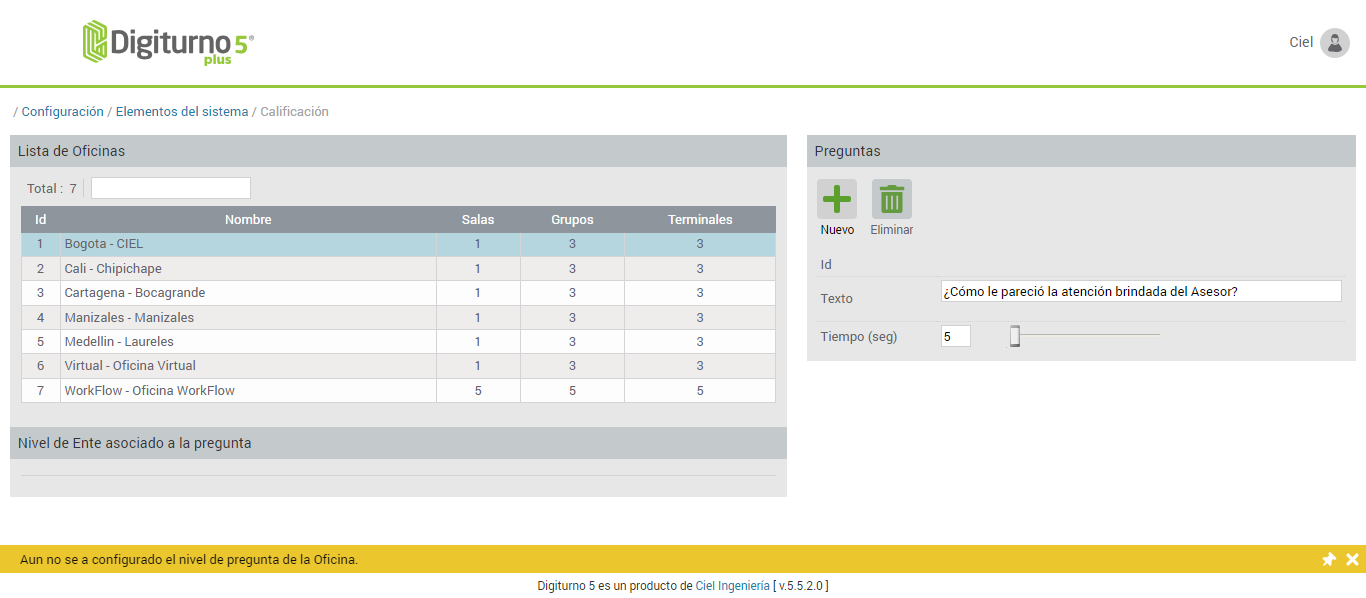 Digiturno 5®
plus
Ciel
/ Configuración / Elementos del sistema / Calificación
Lista de Oficinas
Total : 7
Id Nombre Salas Grupos Terminales
1 Bogota - CIEL 1 3 3
2 Cali - Chipichape 1 3 3
3 Cartagena - Bocagrande 1 3 3
4 Manizales - Manizales 1 3 3
5 Medellin - Laureles 1 3 3
6 Virtual - Oficina Virtual 1 3 3
7 WorkFlow - Oficina WorkFlow 5 5 5
Nivel de Ente asociado a la pregunta
Preguntas
Nuevo Eliminar
Id
Texto ¿Cómo le pareció la atención brindada del Asesor?
Tiempo (seg) 5
Aun no se a configurado el nivel de pregunta de la Oficina.
Digiturno 5 es un producto de Ciel Ingeniería [ v.5.5.2.0 ]